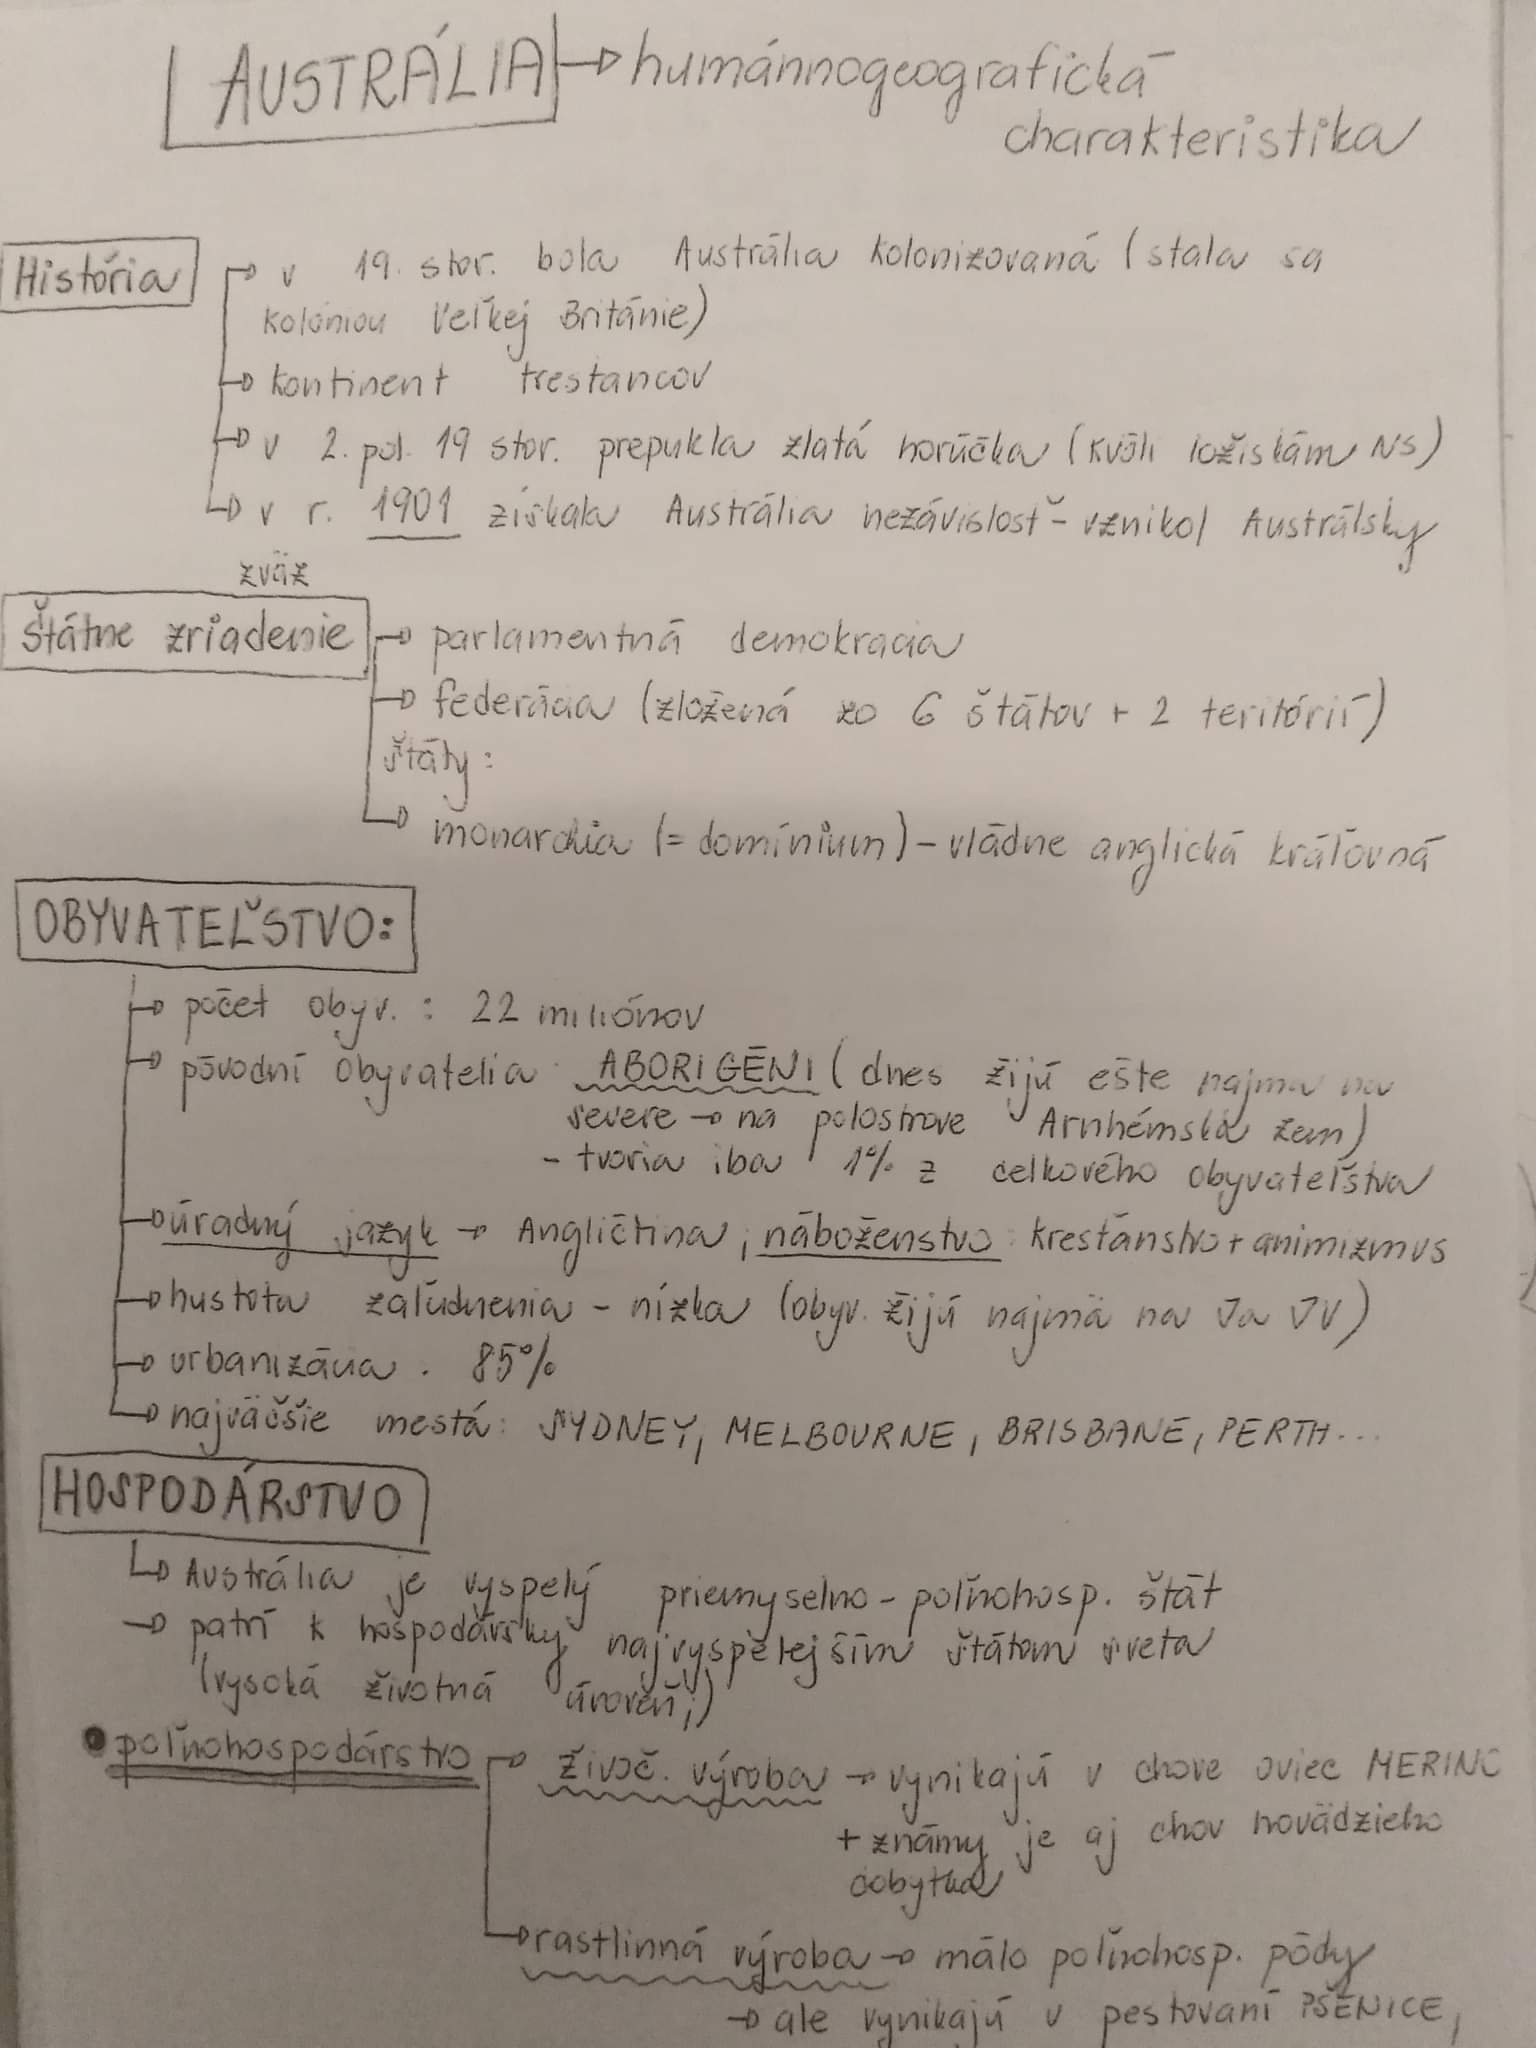 AUSTRÁLIA → humánnogeografická
charakteristika
História → v 19. stor. bola Austrália kolonizovaná (stala sa
kolóniou Veľkej Británie)
→ kontinent trestancov
→ v 2. pol. 19 stor. prepukla zlatá horúčka (kvôli ložiskám NS)
→ v r. 1901 získala Austrália nezávislosť - vznikol Austrálsky
zväz
Štátne zriadenie → parlamentná demokracia
→ federácia (zložená zo 6 štátov + 2 teritórií)
štáty:
→ monarchia (= domínium) - vládne anglická kráľovná
OBYVATEĽSTVO:
→ počet obyv. : 22 miliónov
→ pôvodní obyvatelia: ABORIGÉNI (dnes žijú ešte najmä na
severe → na polostrove Arnhémska zem)
- tvoria iba 1% z celkového obyvateľstva
→ úradný jazyk → Angličtina, náboženstvo: kresťanstvo + animizmus
→ hustota zaľudnenia - nízka (obyv. žijú najmä na V a JV)
→ urbanizácia : 85%
→ najväčšie mestá: SYDNEY, MELBOURNE, BRISBANE, PERTH...
HOSPODÁRSTVO
→ Austrália je vyspelý priemyselno-poľnohosp. štát
→ patrí k hospodársky najvyspelejším štátom sveta
(vysoká životná úroveň,)
• poľnohospodárstvo → živoč. výroba → vynikajú v chove oviec MERINO
+ známy je aj chov hovädzieho
dobytka
→ rastlinná výroba → málo poľnohosp. pôdy
→ ale vynikajú v pestovaní PŠENICE,